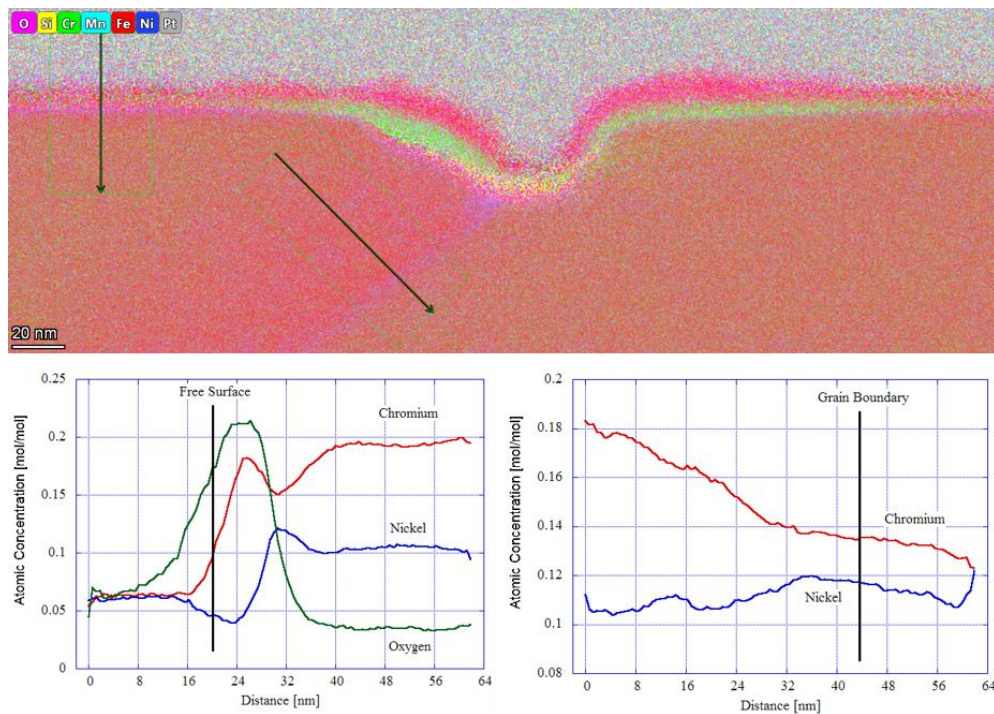 O Si Cr Mn Fe Ni Pt
20 nm
0.25
0.2
0.15
0.1
0.05
0
Atomic Concentration [mol/mol]
Free Surface
Chromium
Nickel
Oxygen
0 8 16 24 32 40 48 56 64
Distance [nm]
0.2
0.18
0.16
0.14
0.12
0.1
0.08
Atomic Concentration [mol/mol]
Grain Boundary
Chromium
Nickel
0 8 16 24 32 40 48 56 64
Distance [nm]